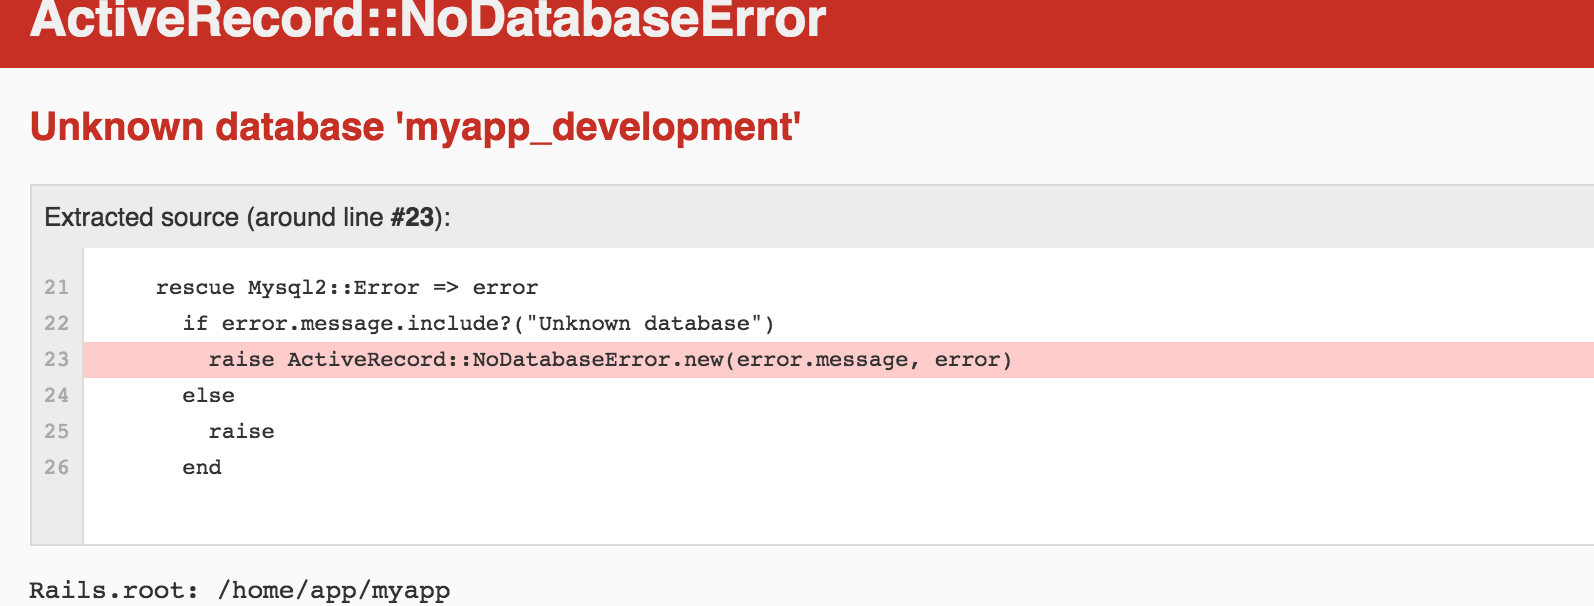 ActiveRecord::NoDatabaseError
Unknown database 'myapp_development'
Extracted source (around line #23):
21 rescue Mysql2::Error => error
22 if error.message.include?("Unknown database")
23 raise ActiveRecord::NoDatabaseError.new(error.message, error)
24 else
25 raise
26 end
Rails.root: /home/app/myapp